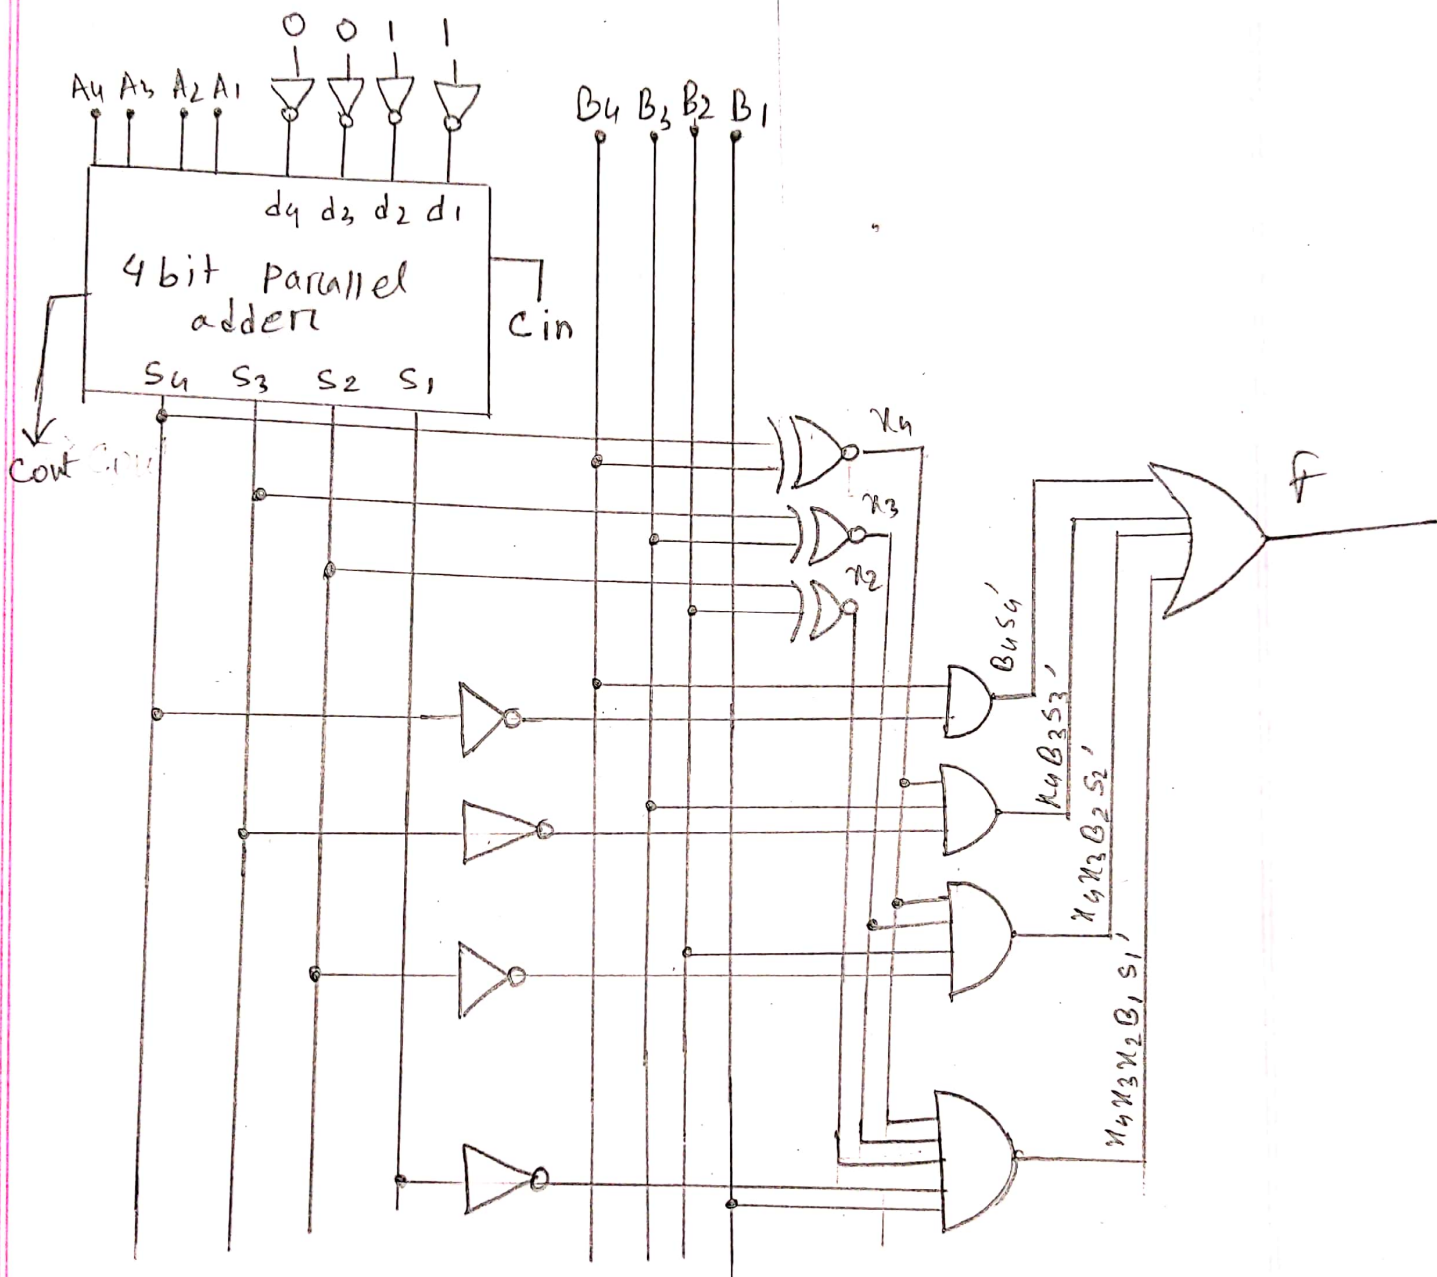 0 0 1 1
A4 A3 A2 A1
B4 B3 B2 B1
d4 d3 d2 d1
4 bit parallel
adder
Cin
S4 S3 S2 S1
Cout
x4
x3
x2
F
B4S4'
x4B3S3'
x4x3B2S2'
x4x3x2B1S1'